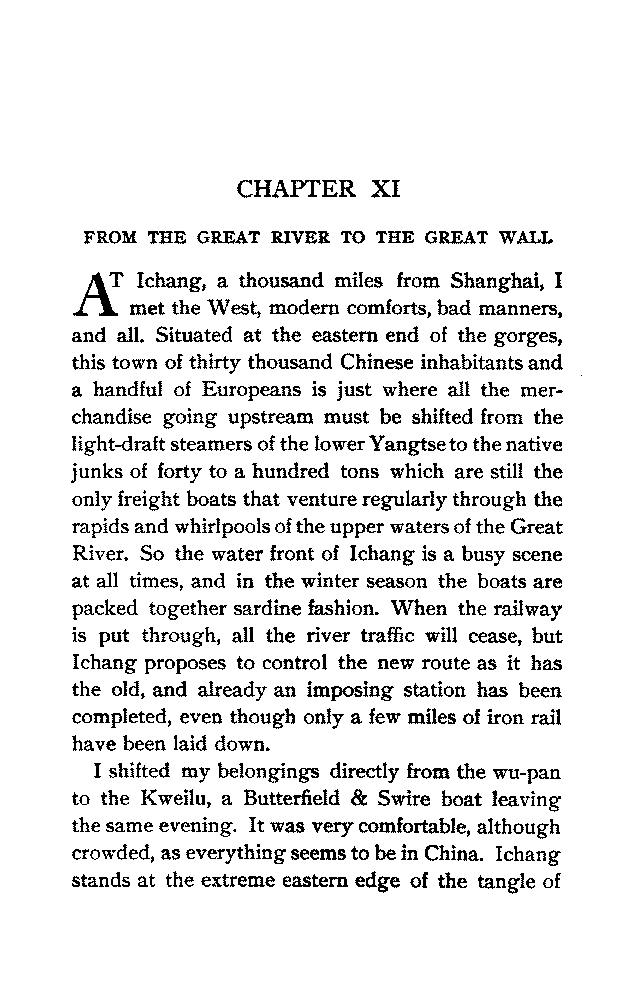 CHAPTER XI
FROM THE GREAT RIVER TO THE GREAT WALL
AT Ichang, a thousand miles from Shanghai, I
met the West, modern comforts, bad manners,
and all. Situated at the eastern end of the gorges,
this town of thirty thousand Chinese inhabitants and
a handful of Europeans is just where all the mer-
chandise going upstream must be shifted from the
light-draft steamers of the lower Yangtse to the native
junks of forty to a hundred tons which are still the
only freight boats that venture regularly through the
rapids and whirlpools of the upper waters of the Great
River. So the water front of Ichang is a busy scene
at all times, and in the winter season the boats are
packed together sardine fashion. When the railway
is put through, all the river traffic will cease, but
Ichang proposes to control the new route as it has
the old, and already an imposing station has been
completed, even though only a few miles of iron rail
have been laid down.
I shifted my belongings directly from the wu-pan
to the Kweilu, a Butterfield & Swire boat leaving
the same evening. It was very comfortable, although
crowded, as everything seems to be in China. Ichang
stands at the extreme eastern edge of the tangle of